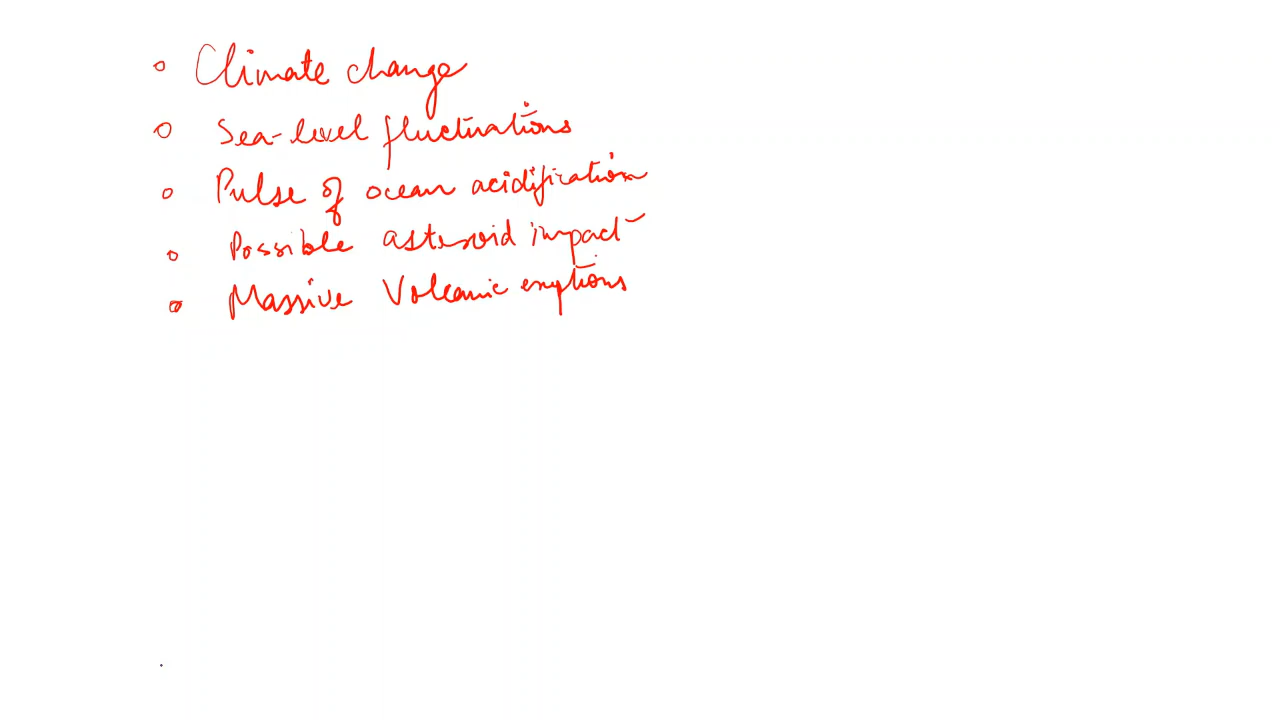 Climate change
Sea-level fluctuations
Pulse of ocean acidification
Possible asteroid impact
Massive Volcanic eruptions